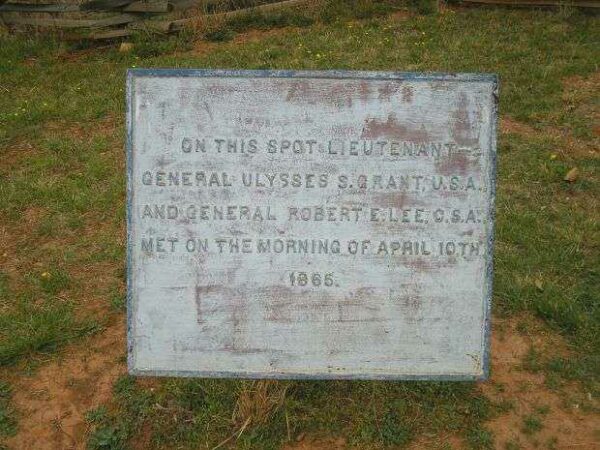 ON THIS SPOT LIEUTENANT-
GENERAL ULYSSES S. GRANT, U.S.A.
AND GENERAL ROBERT E. LEE, C.S.A.
MET ON THE MORNING OF APRIL 10TH
1865.